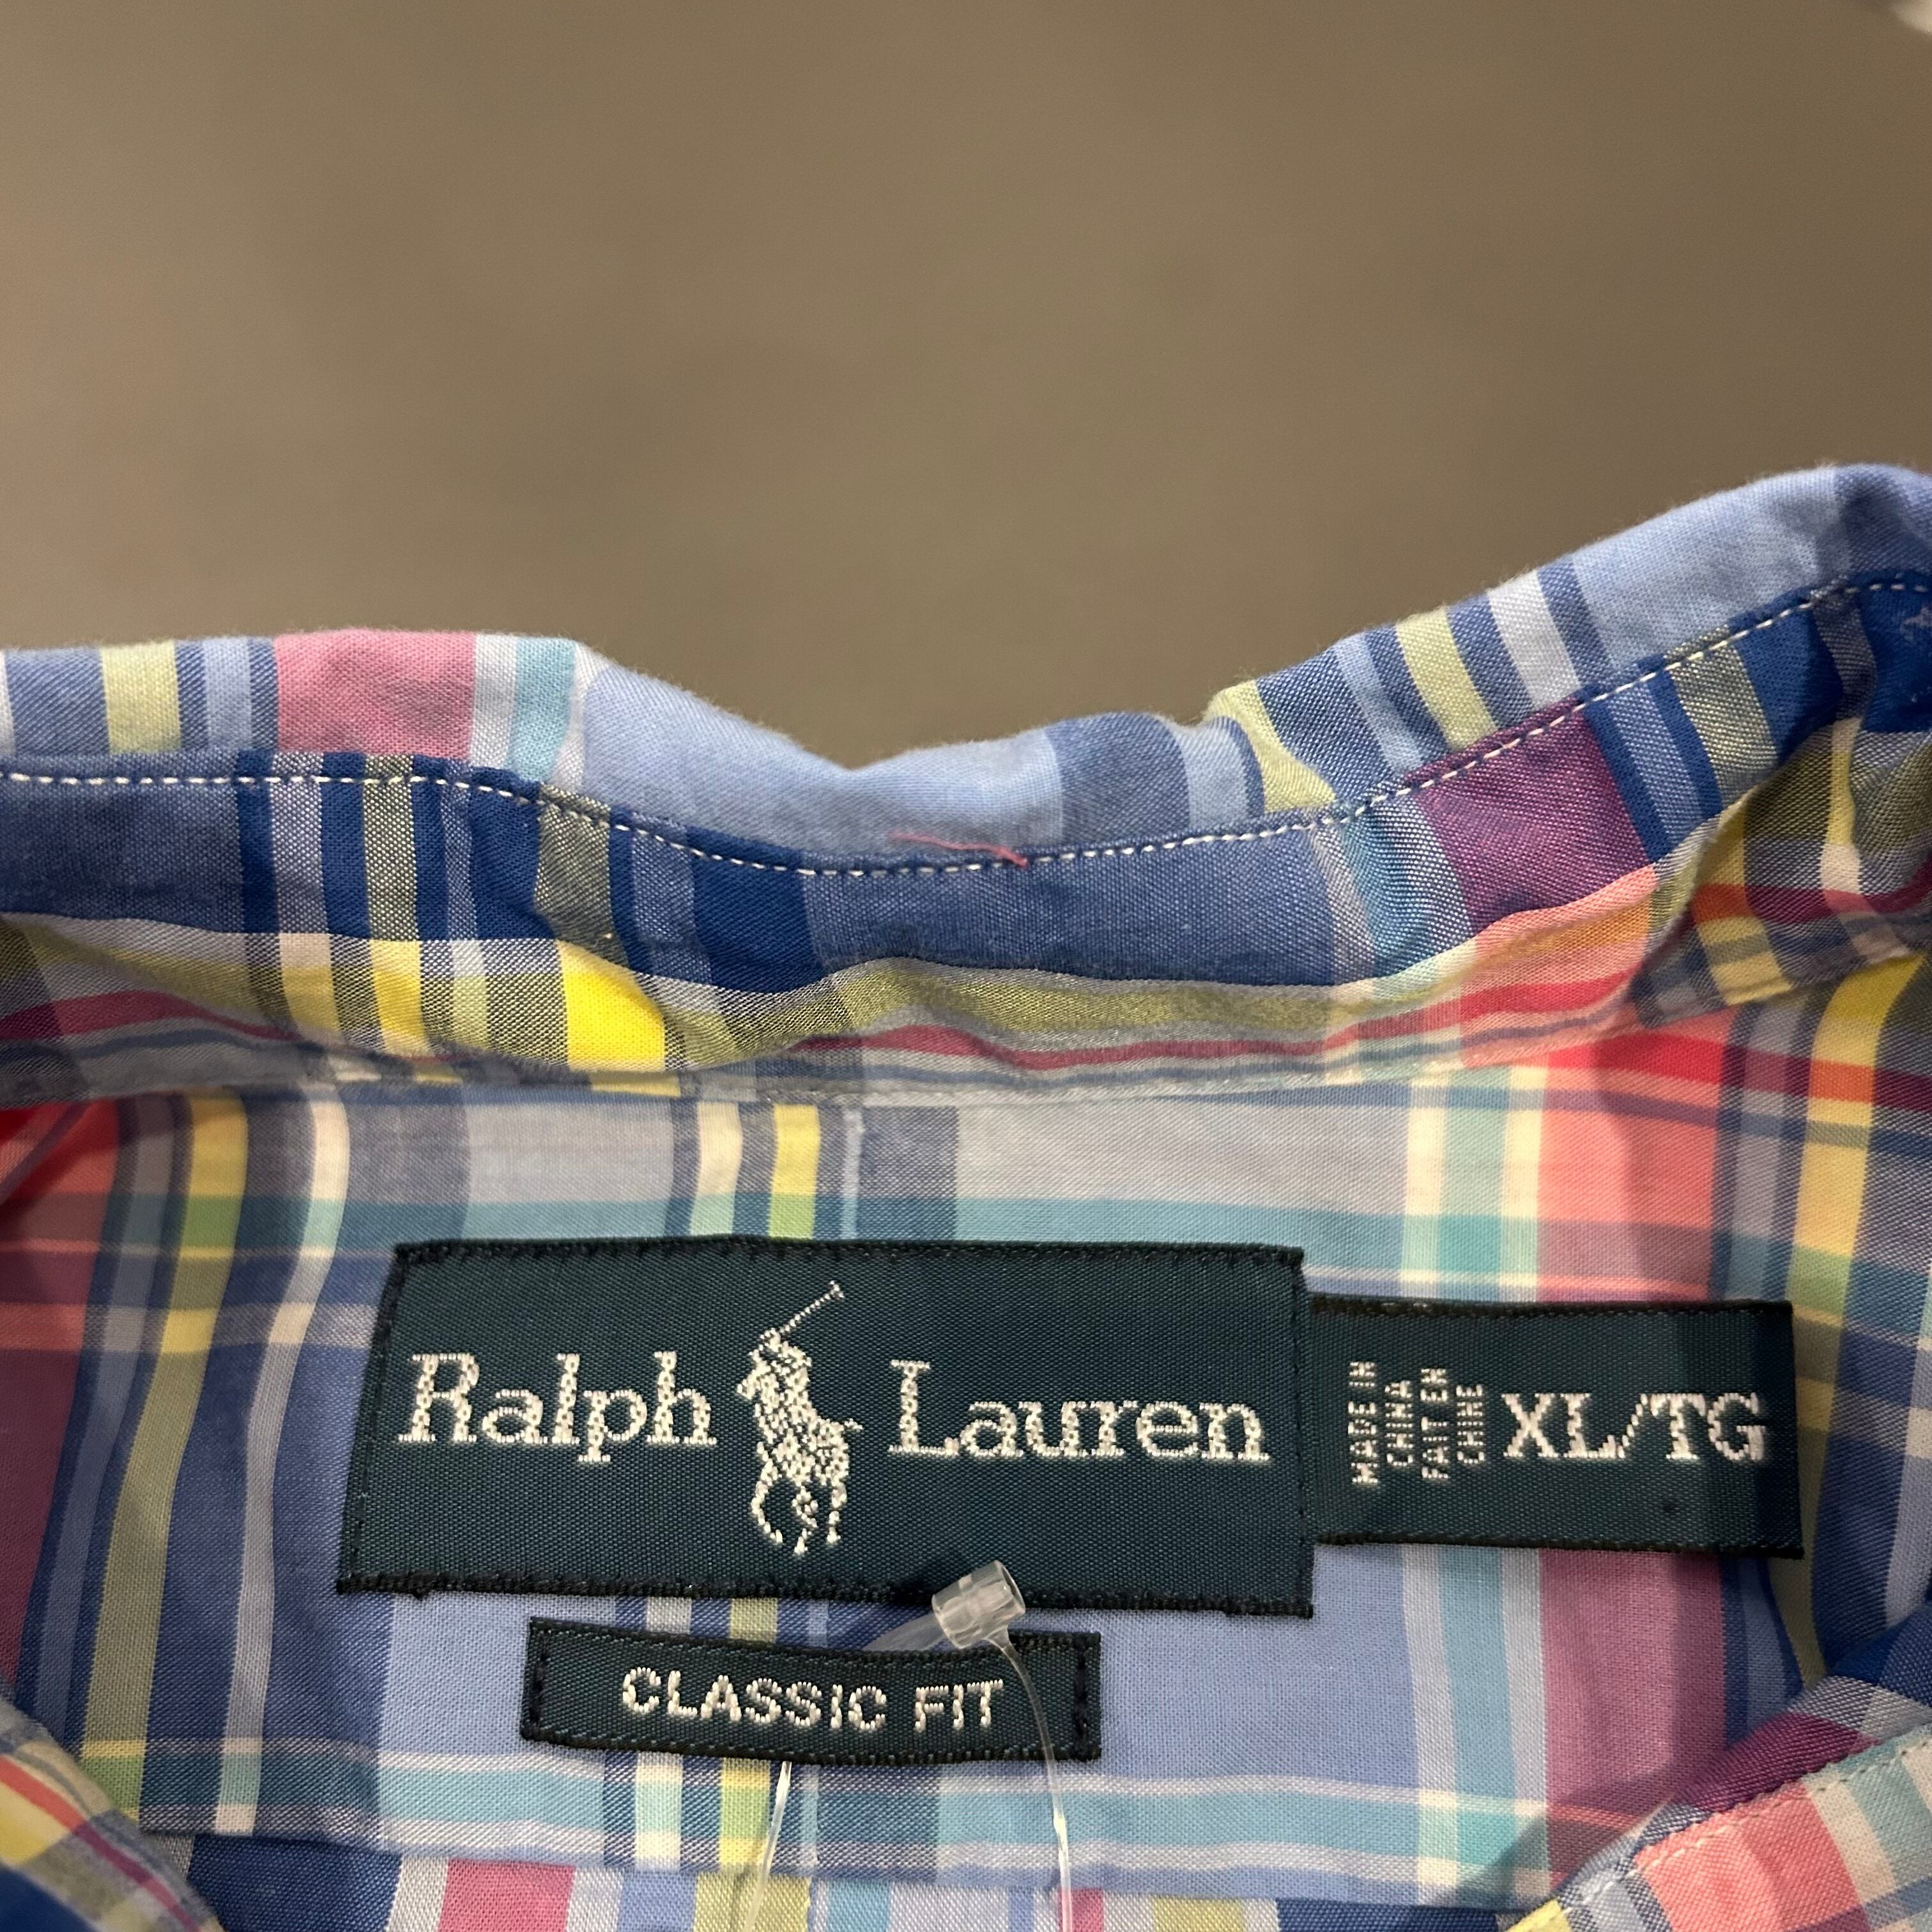 Ralph Lauren
MADE IN
CHINA
FAIT EN
CHINE
XL/TG
CLASSIC FIT